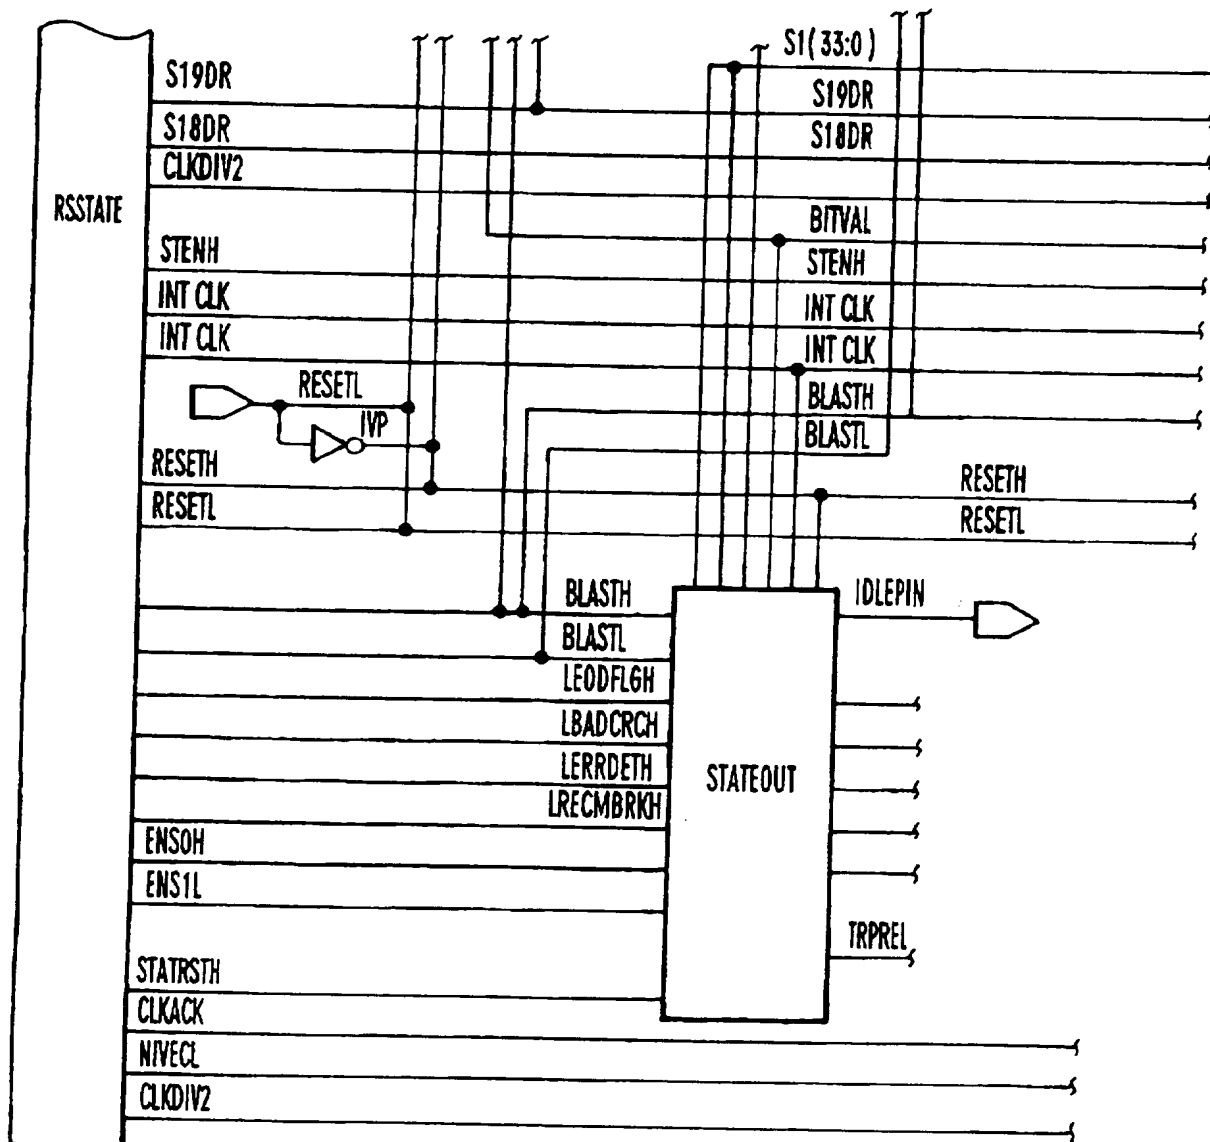 S1(33:0)
S19DR
S19DR
S18DR
S18DR
CLKDIV2
RSSTATE
BITVAL
STENH
STENH
INT CLK
INT CLK
INT CLK
INT CLK
RESETL
BLASTH
IVP
BLASTL
RESETH
RESETH
RESETL
RESETL
BLASTH
IDLEPIN
BLASTL
LEODFLGH
LBADCRCH
LERRDETH
STATEOUT
LRECMBRKH
ENS0H
ENS1L
TRPREL
STATRSTH
CLKACK
NIVECL
CLKDIV2